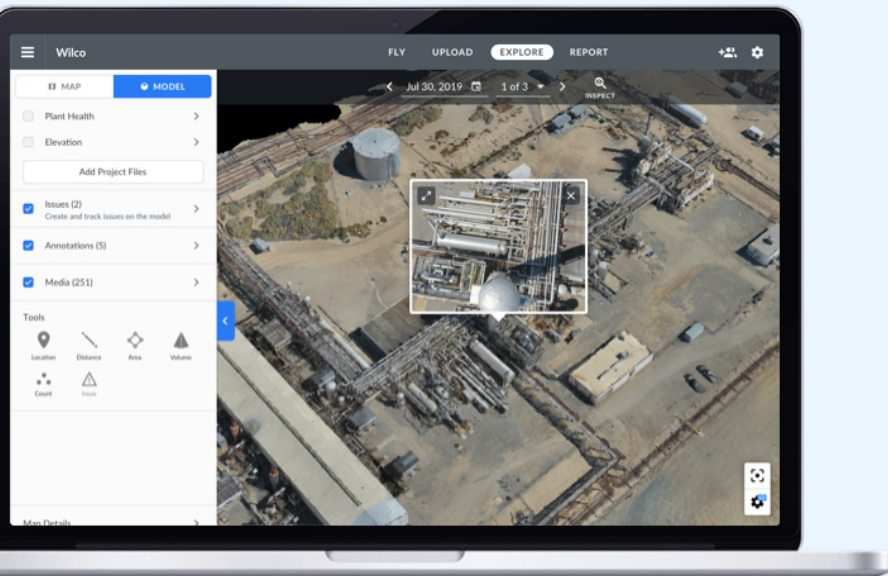 Wilco
FLY UPLOAD EXPLORE REPORT
MAP MODEL
Jul 30, 2019 1 of 3
INSPECT
Plant Health
Elevation
Add Project Files
Issues (2)
Create and track issues on the model
Annotations (5)
Media (251)
Tools
Location Distance Area Volume
Count Issue
Map Details